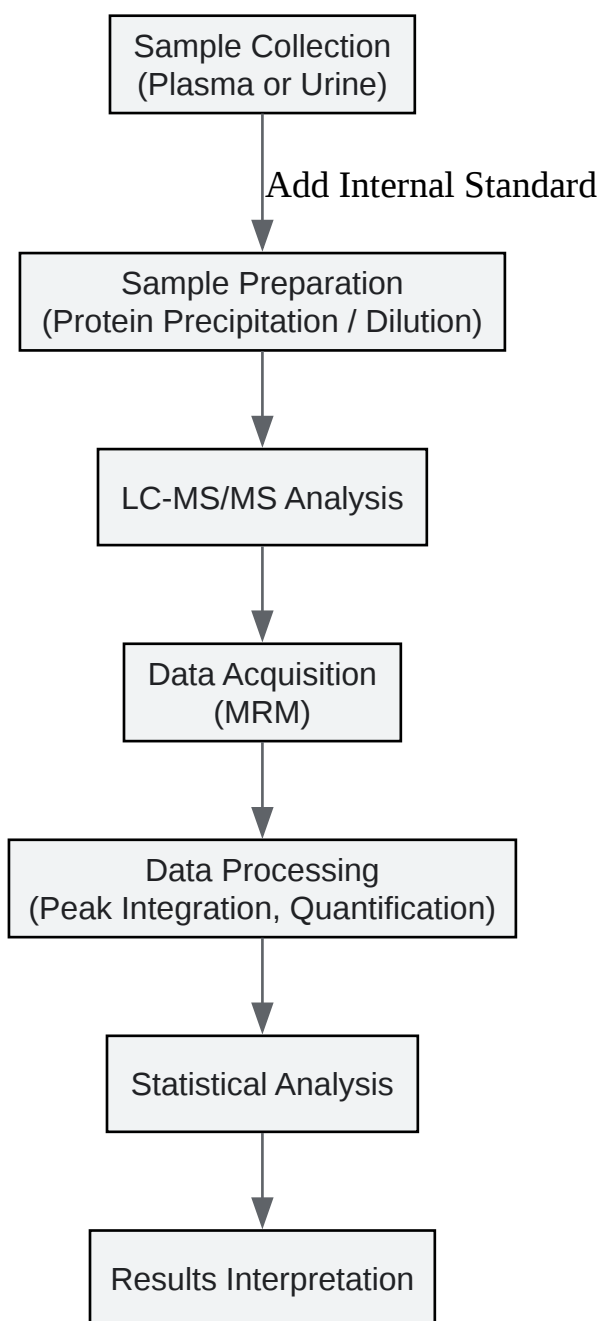 Sample Collection
(Plasma or Urine)
Add Internal Standard
Sample Preparation
(Protein Precipitation / Dilution)
LC-MS/MS Analysis
Data Acquisition
(MRM)
Data Processing
(Peak Integration, Quantification)
Statistical Analysis
Results Interpretation